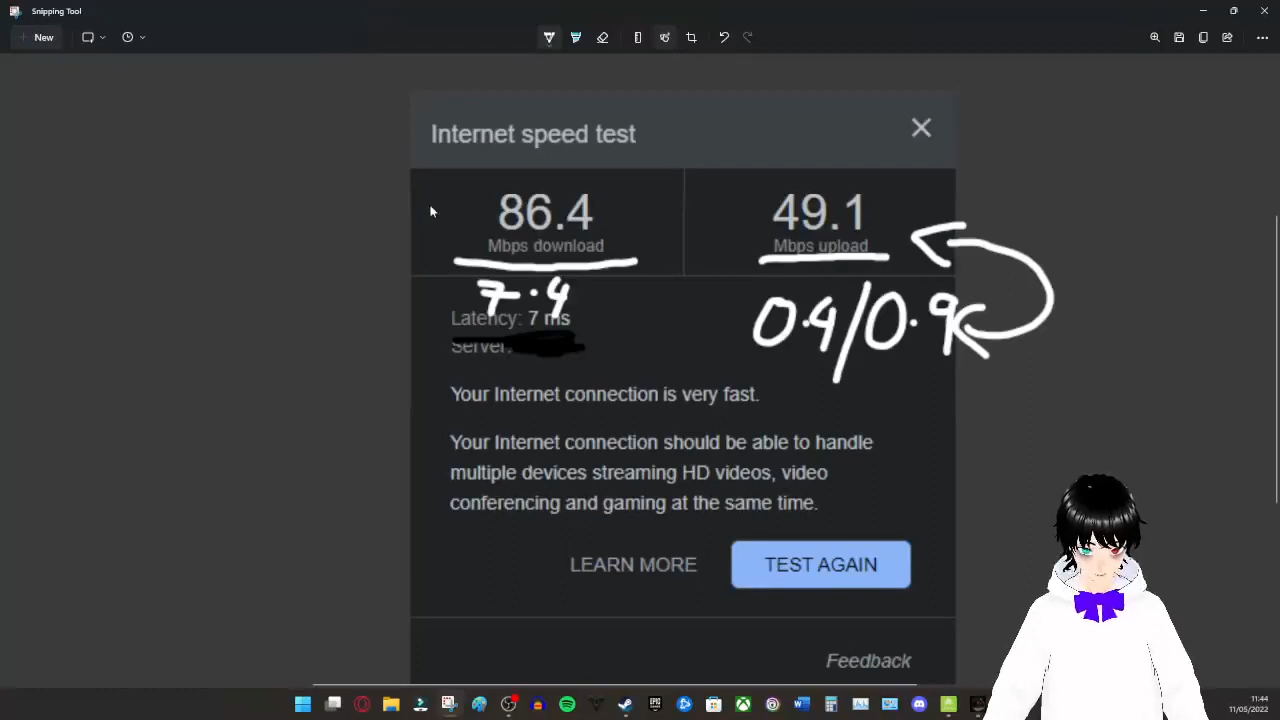 Snipping Tool
New
Internet speed test
86.4
Mbps download
49.1
Mbps upload
7.4
0.4/0.9
Latency: 7 ms
Server:
Your Internet connection is very fast.
Your Internet connection should be able to handle
multiple devices streaming HD videos, video
conferencing and gaming at the same time.
LEARN MORE
TEST AGAIN
Feedback
11:44
11/05/2022